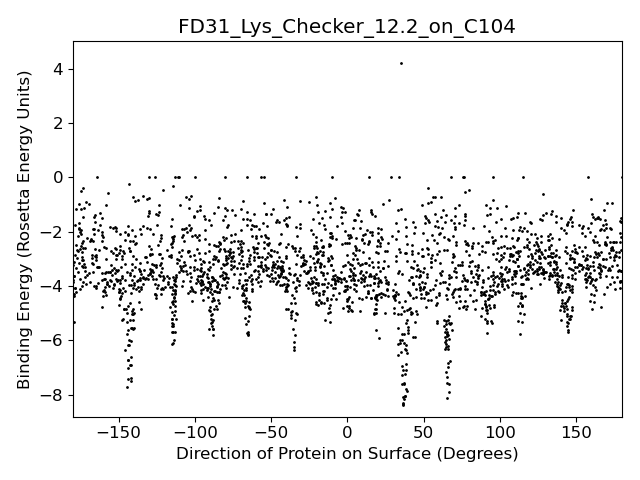 FD31_Lys_Checker_12.2_on_C104
4
2
0
−2
−4
−6
−8
Binding Energy (Rosetta Energy Units)
−150 −100 −50 0 50 100 150
Direction of Protein on Surface (Degrees)